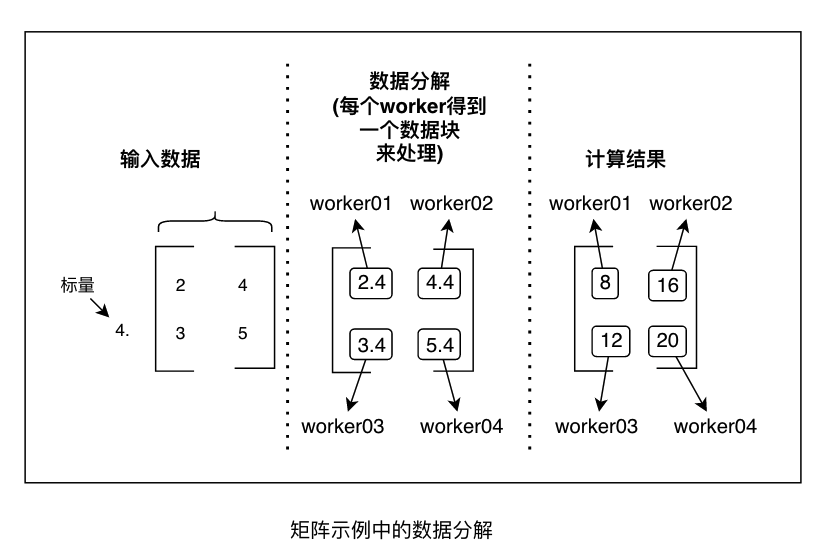 输入数据
标量
4.
2 4
3 5
数据分解
(每个worker得到
一个数据块
来处理)
worker01 worker02
2.4 4.4
3.4 5.4
worker03 worker04
计算结果
worker01 worker02
8 16
12 20
worker03 worker04
矩阵示例中的数据分解